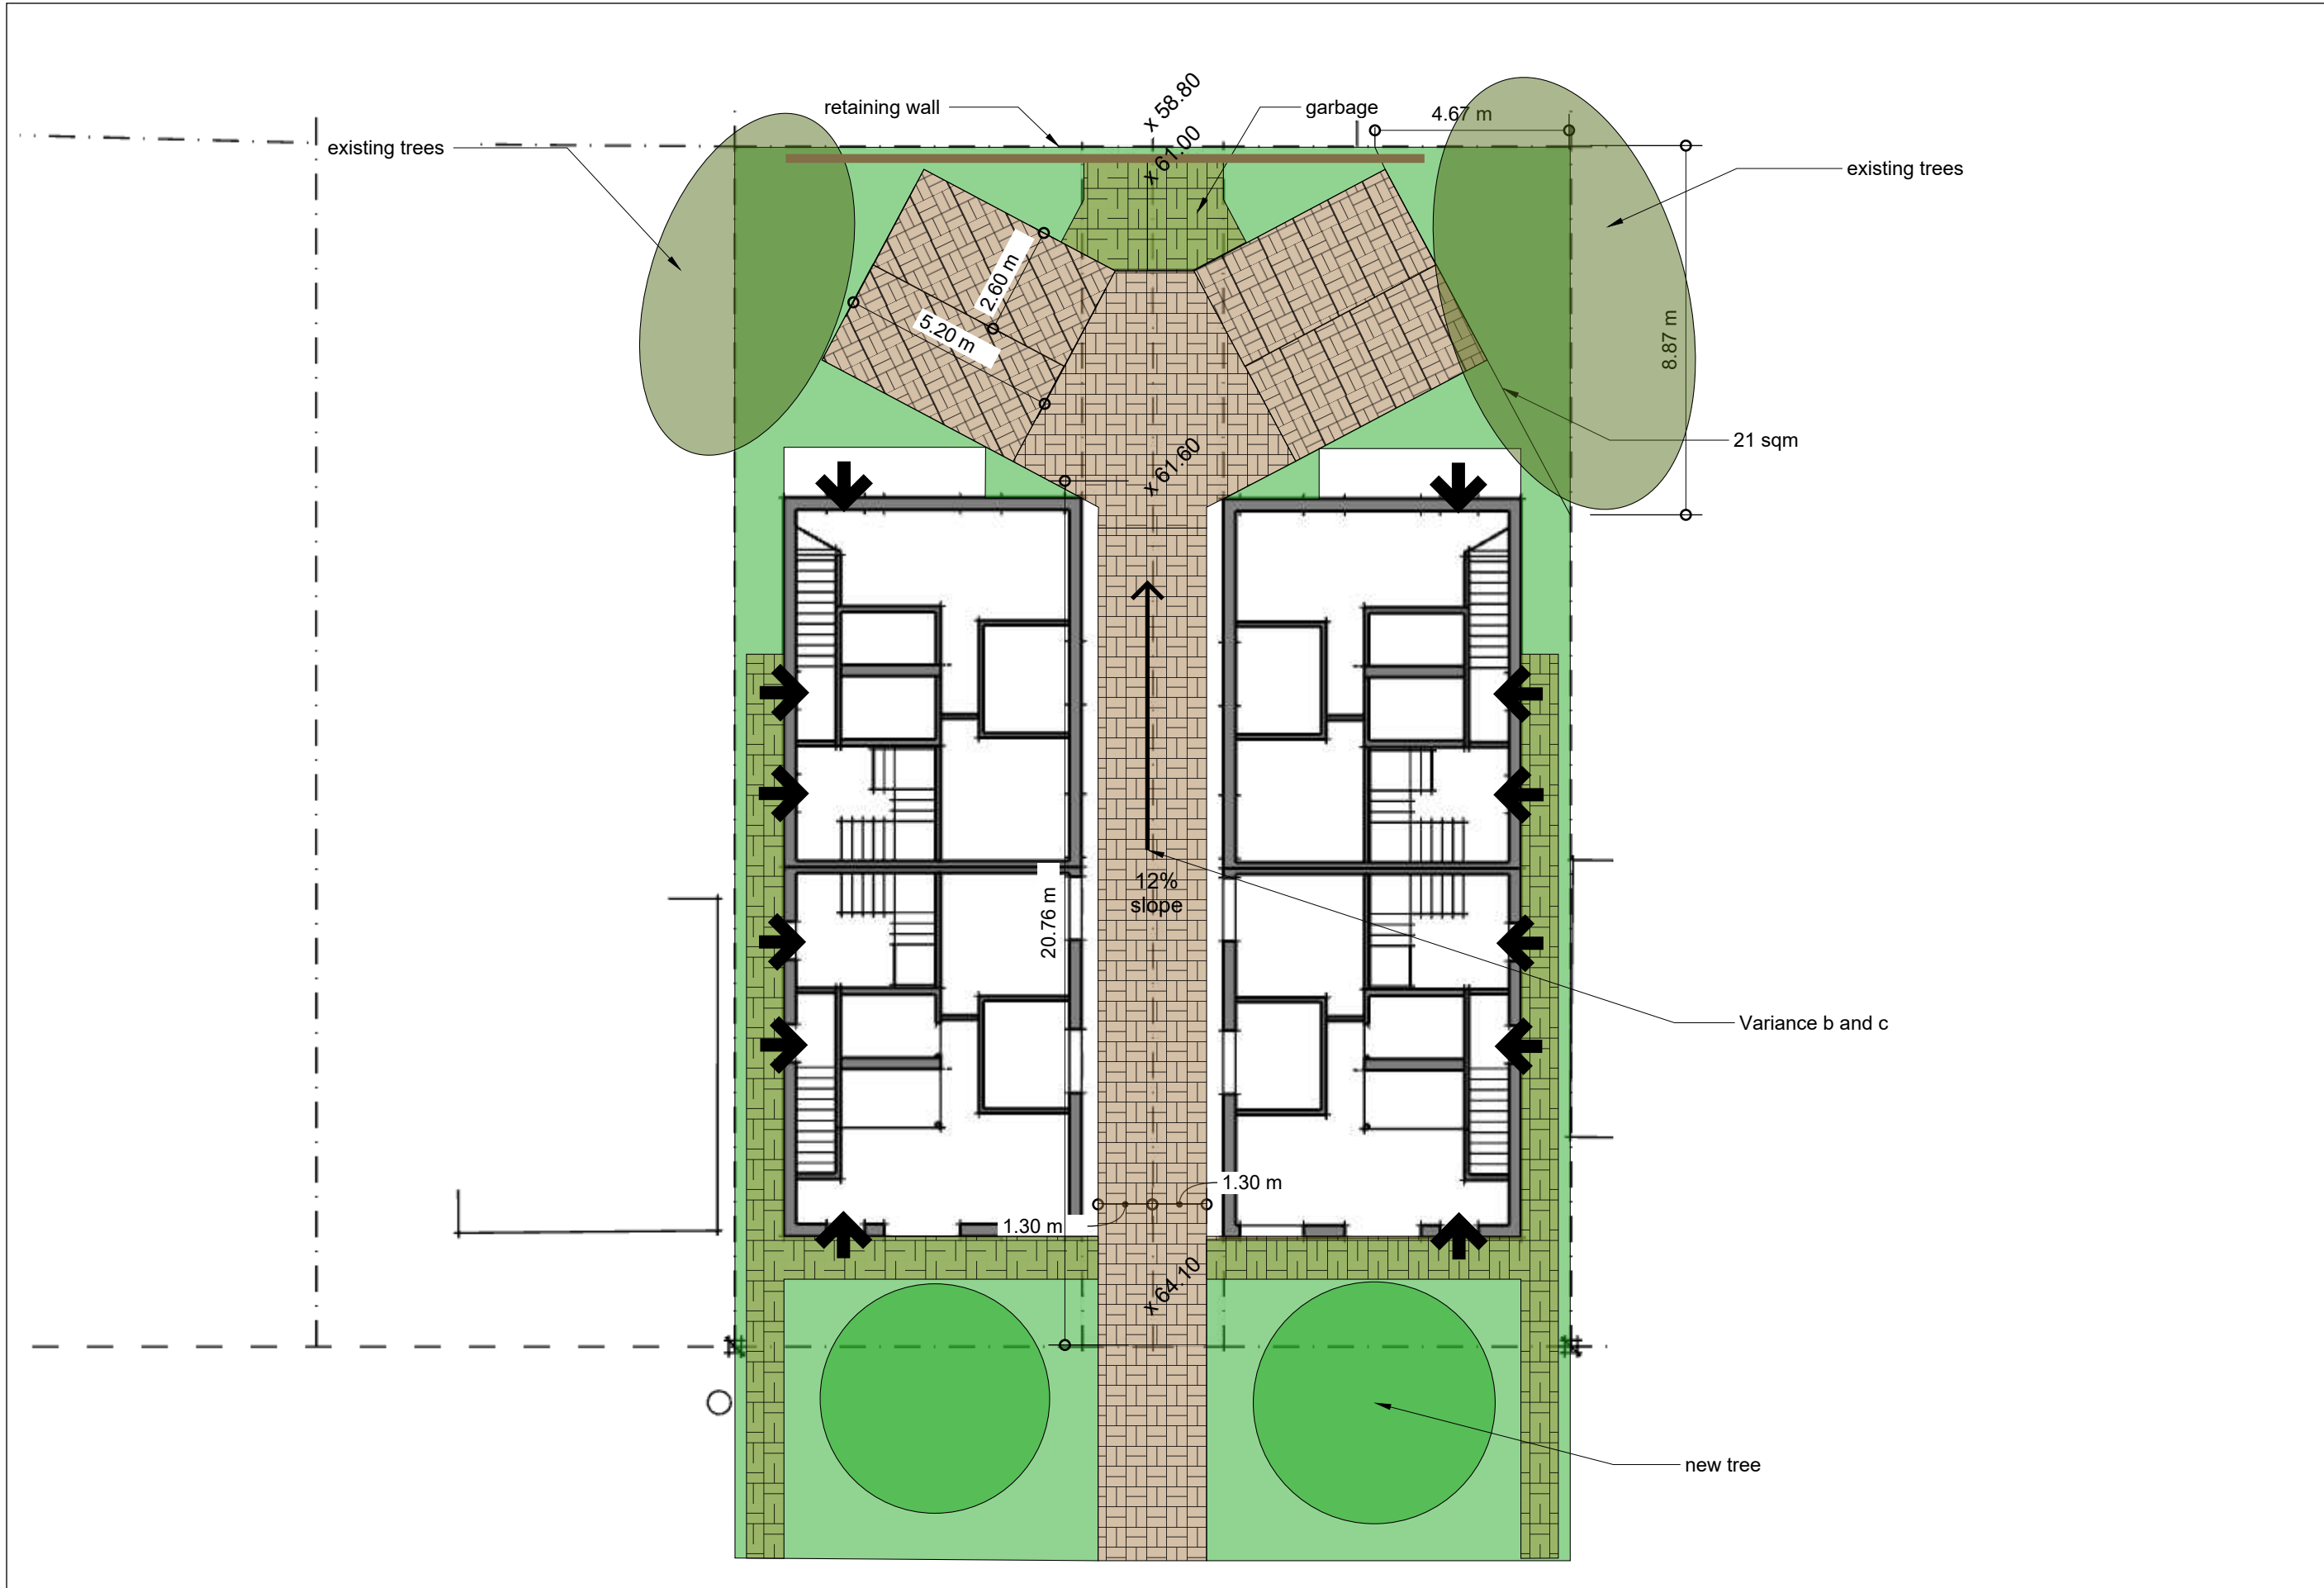 x 58.80
retaining wall
garbage
4.67 m
existing trees
x 61.00
existing trees
2.60 m
5.20 m
8.87 m
21 sqm
x 61.60
12%
slope
20.76 m
Variance b and c
1.30 m
1.30 m
x 64.10
new tree